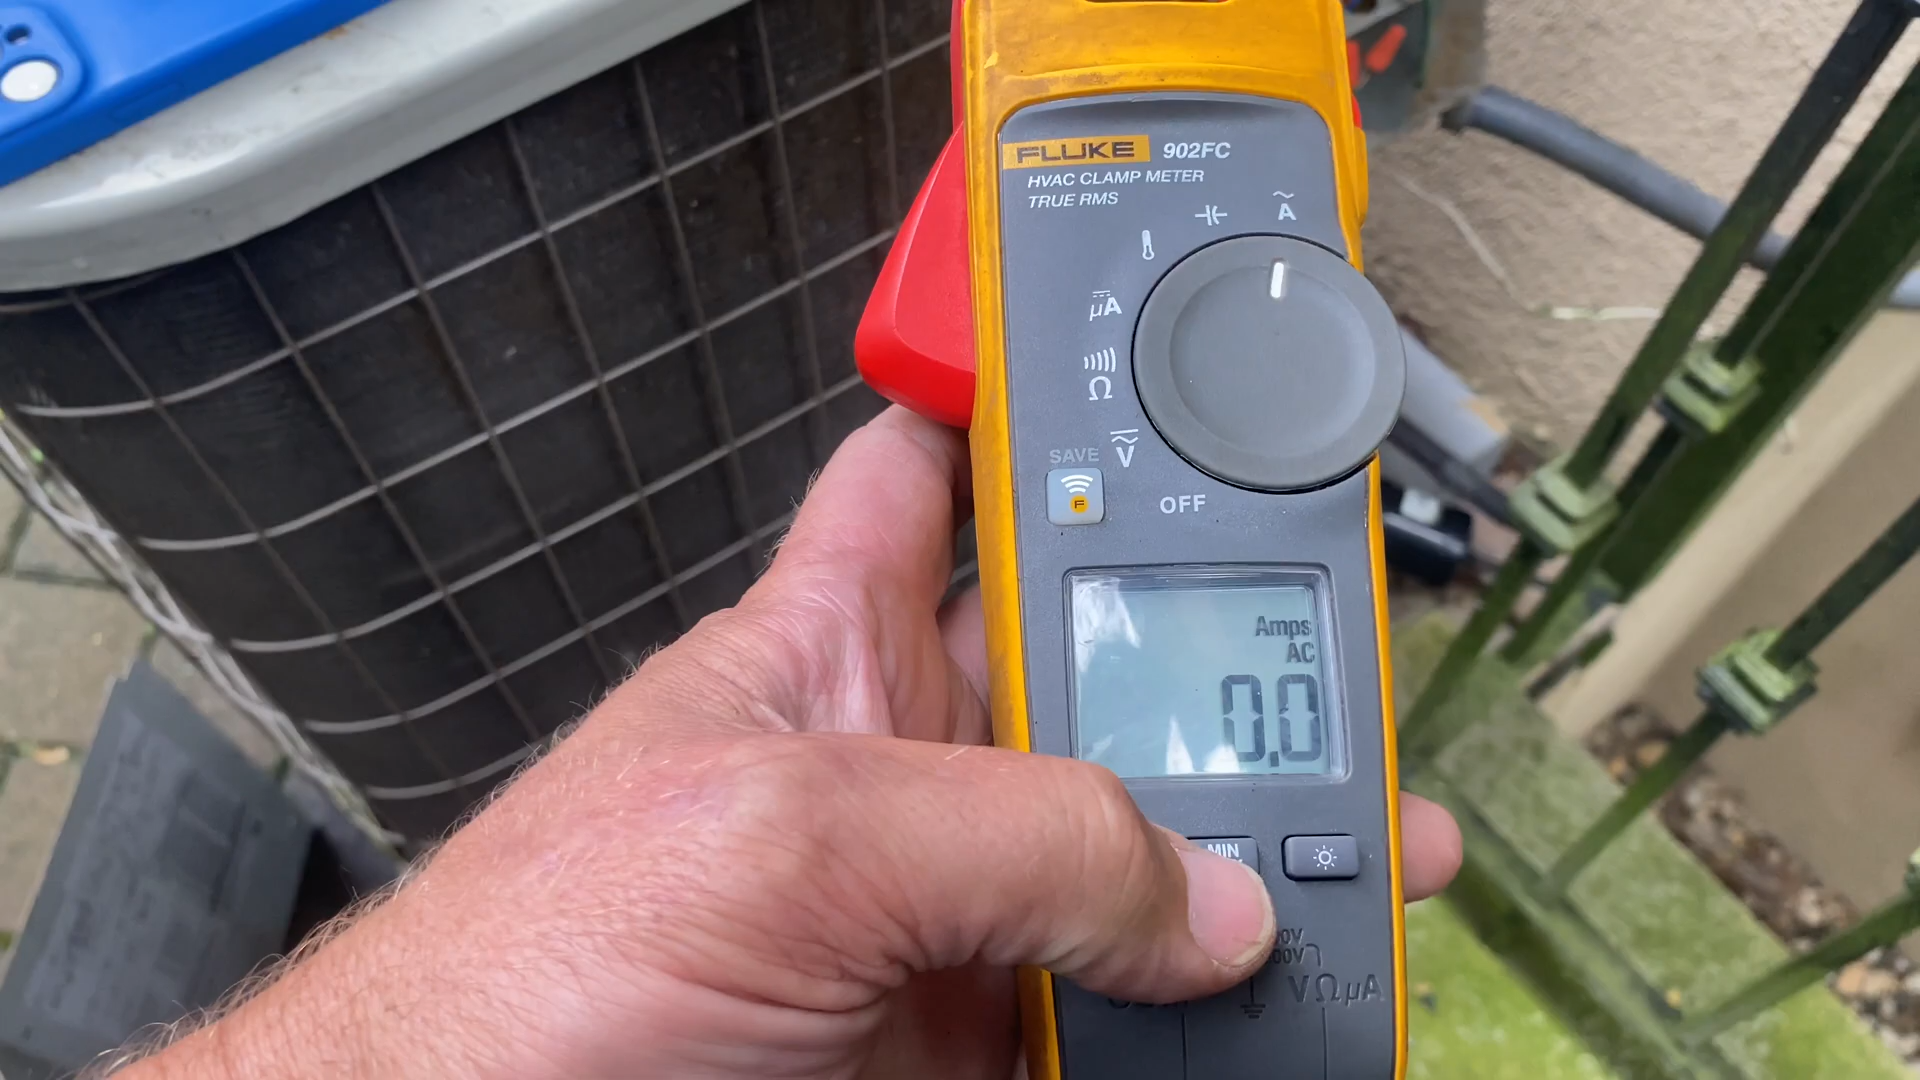 FLUKE 902FC
HVAC CLAMP METER
TRUE RMS
A
µA
Ω
V
SAVE
F
OFF
Amps
AC
0.0
MIN
VΩµA